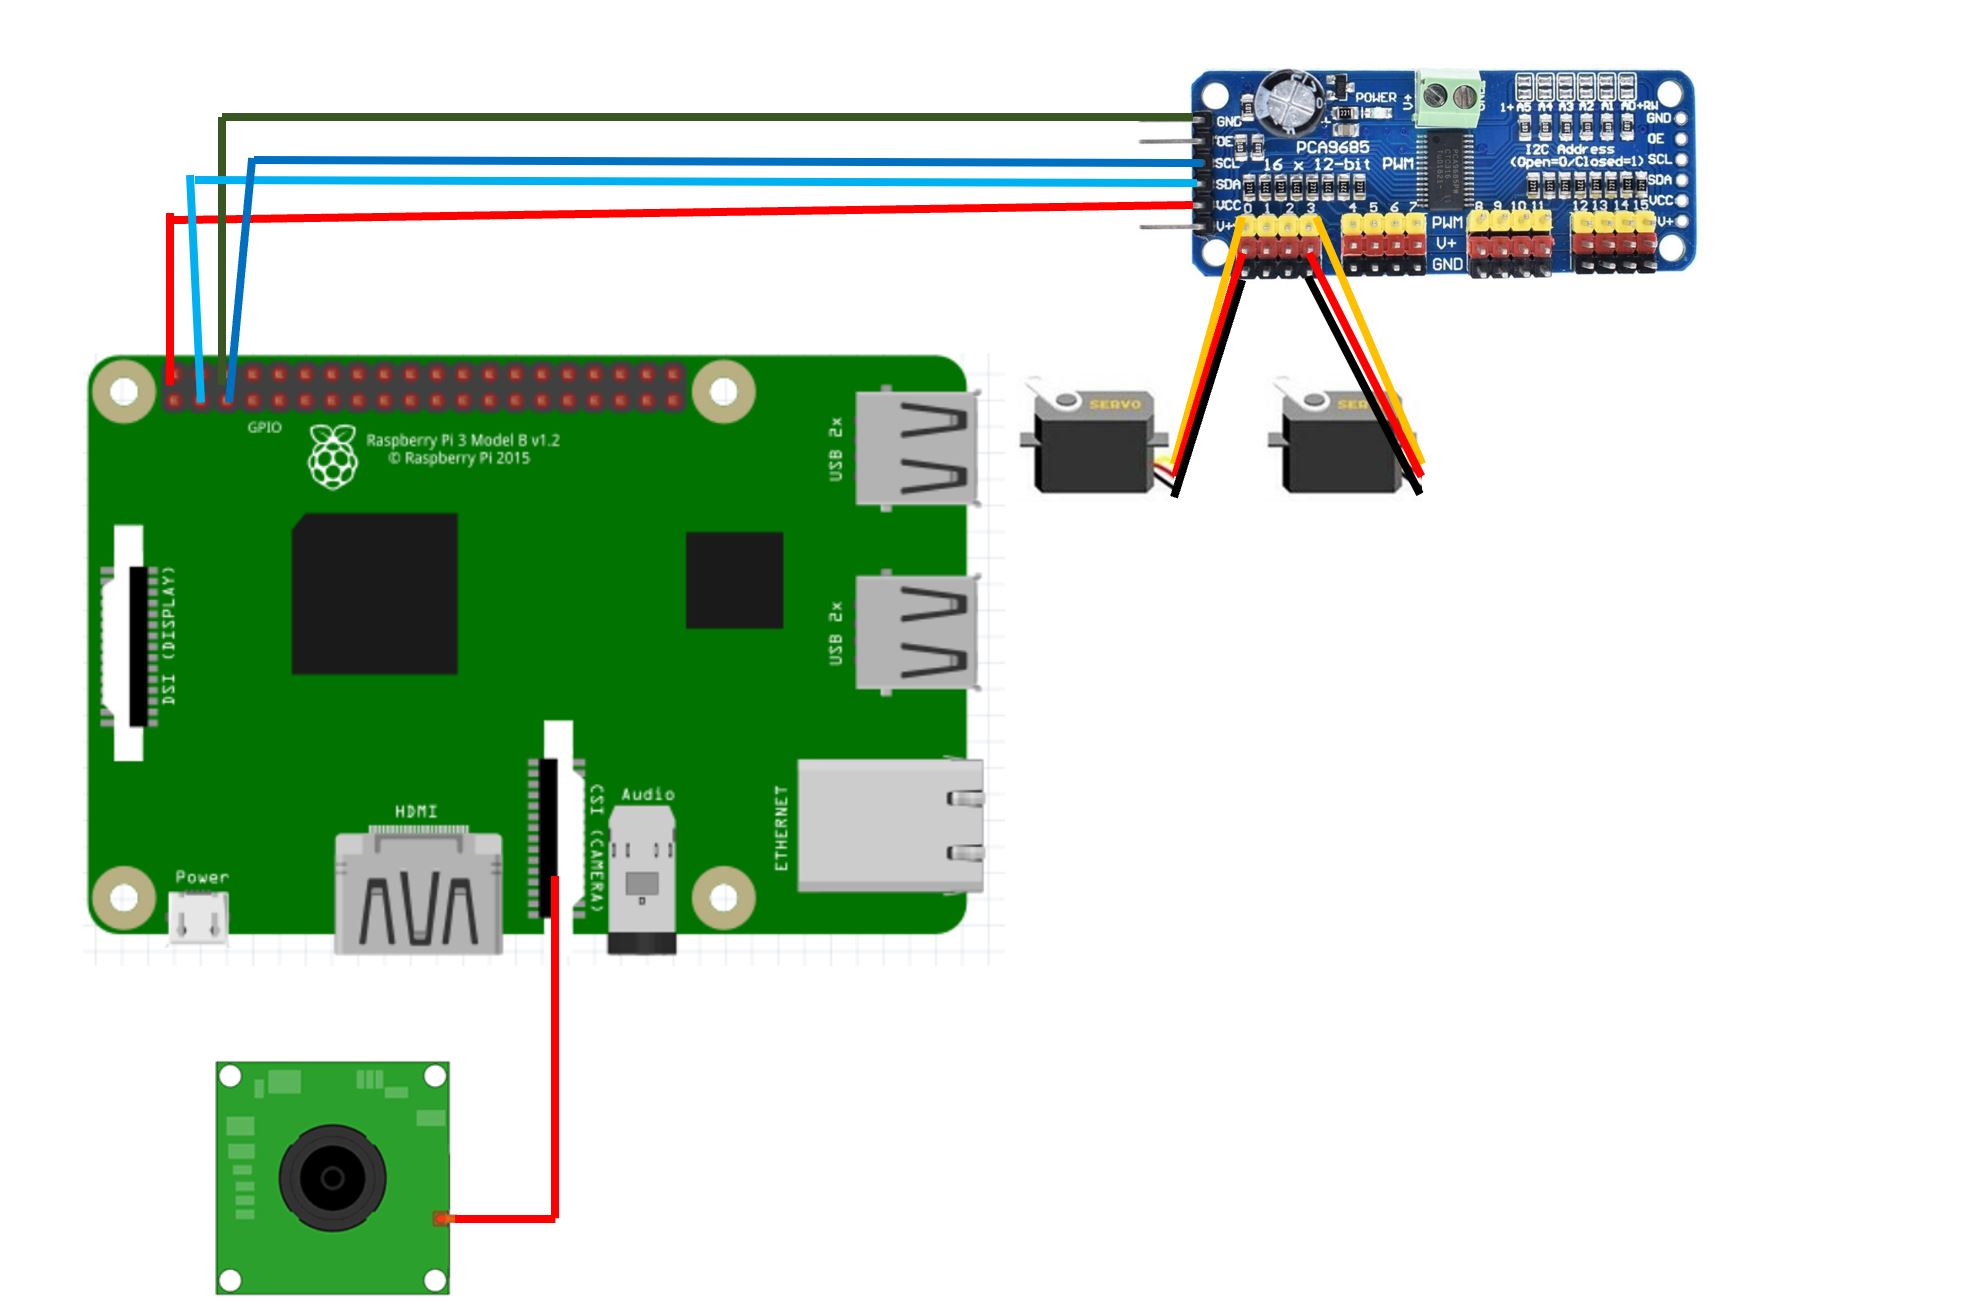 POWER
V+
1+ A5 A4 A3 A2 A1 A0 +RW
GND
OE
SCL
SDA
VCC
V+
PCA9685
16 x 12-bit PWM
I2C Address
(Open=0/Closed=1)
GND
OE
SCL
SDA
VCC
V+
0 1 2 3 4 5 6 7 8 9 10 11 12 13 14 15
PWM
V+
GND
SERVO
SER
GPIO
Raspberry Pi 3 Model B v1.2
© Raspberry Pi 2015
USB 2x
USB 2x
DSI (DISPLAY)
HDMI
CSI (CAMERA)
Audio
ETHERNET
Power